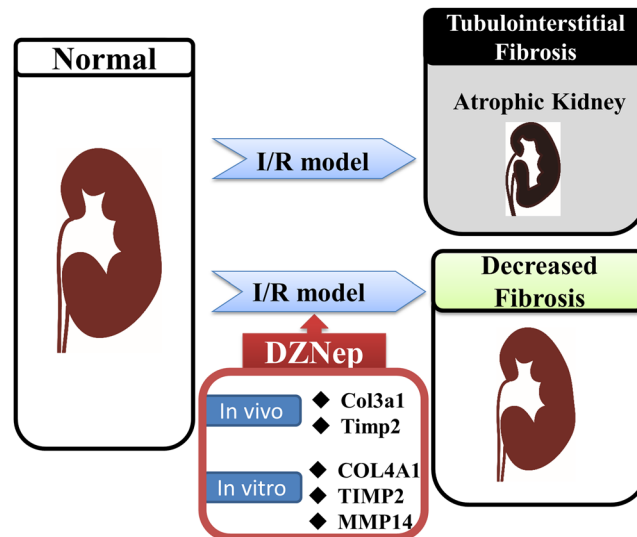 Normal
I/R model
Tubulointerstitial
Fibrosis
Atrophic Kidney
I/R model
Decreased
Fibrosis
DZNep
In vivo
◆ Col3a1
◆ Timp2
In vitro
◆ COL4A1
◆ TIMP2
◆ MMP14